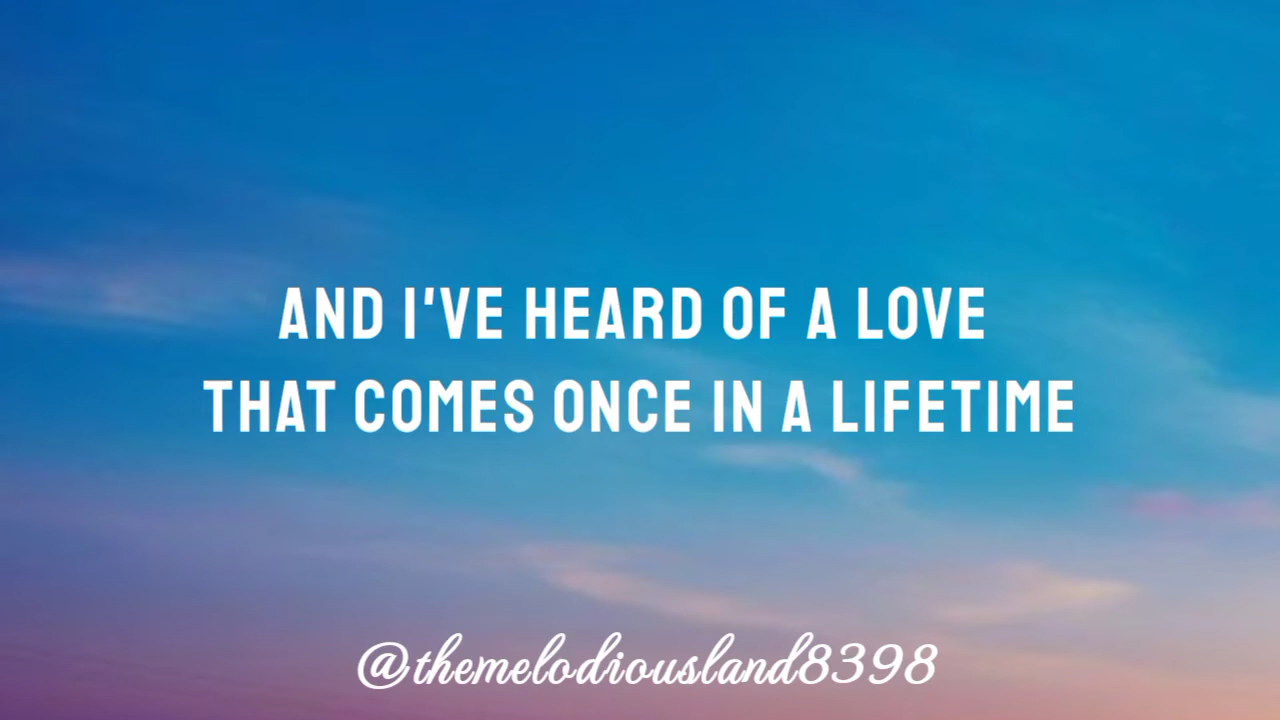 AND I'VE HEARD OF A LOVE
THAT COMES ONCE IN A LIFETIME
@themelodiousland8398